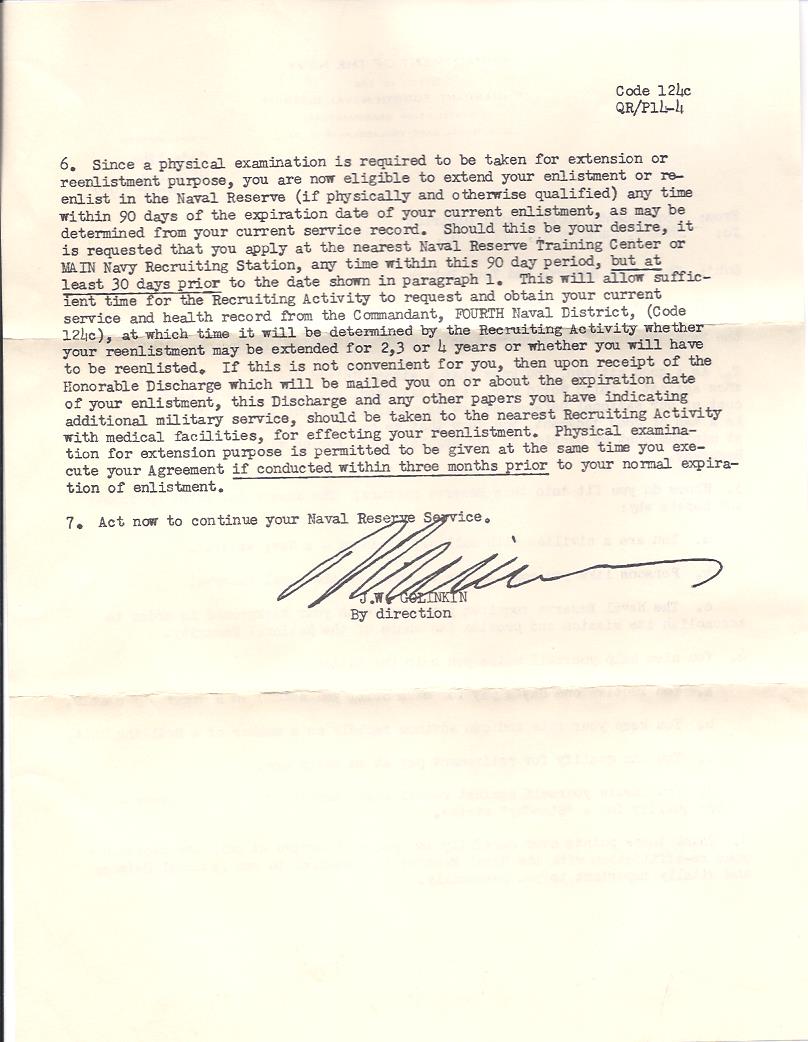 Code 124c
QR/P14-4
6. Since a physical examination is required to be taken for extension or
reenlistment purpose, you are now eligible to extend your enlistment or re-
enlist in the Naval Reserve (if physically and otherwise qualified) any time
within 90 days of the expiration date of your current enlistment, as may be
determined from your current service record. Should this be your desire, it
is requested that you apply at the nearest Naval Reserve Training Center or
MAIN Navy Recruiting Station, any time within this 90 day period, but at
least 30 days prior to the date shown in paragraph 1. This will allow suffic-
ient time for the Recruiting Activity to request and obtain your current
service and health record from the Commandant, FOURTH Naval District, (Code
124c), at which time it will be determined by the Recruiting Activity whether
your reenlistment may be extended for 2,3 or 4 years or whether you will have
to be reenlisted. If this is not convenient for you, then upon receipt of the
Honorable Discharge which will be mailed you on or about the expiration date
of your enlistment, this Discharge and any other papers you have indicating
additional military service, should be taken to the nearest Recruiting Activity
with medical facilities, for effecting your reenlistment. Physical examina-
tion for extension purpose is permitted to be given at the same time you exe-
cute your Agreement if conducted within three months prior to your normal expira-
tion of enlistment.
7. Act now to continue your Naval Reserve Service.
J.W. GOLINKIN
By direction